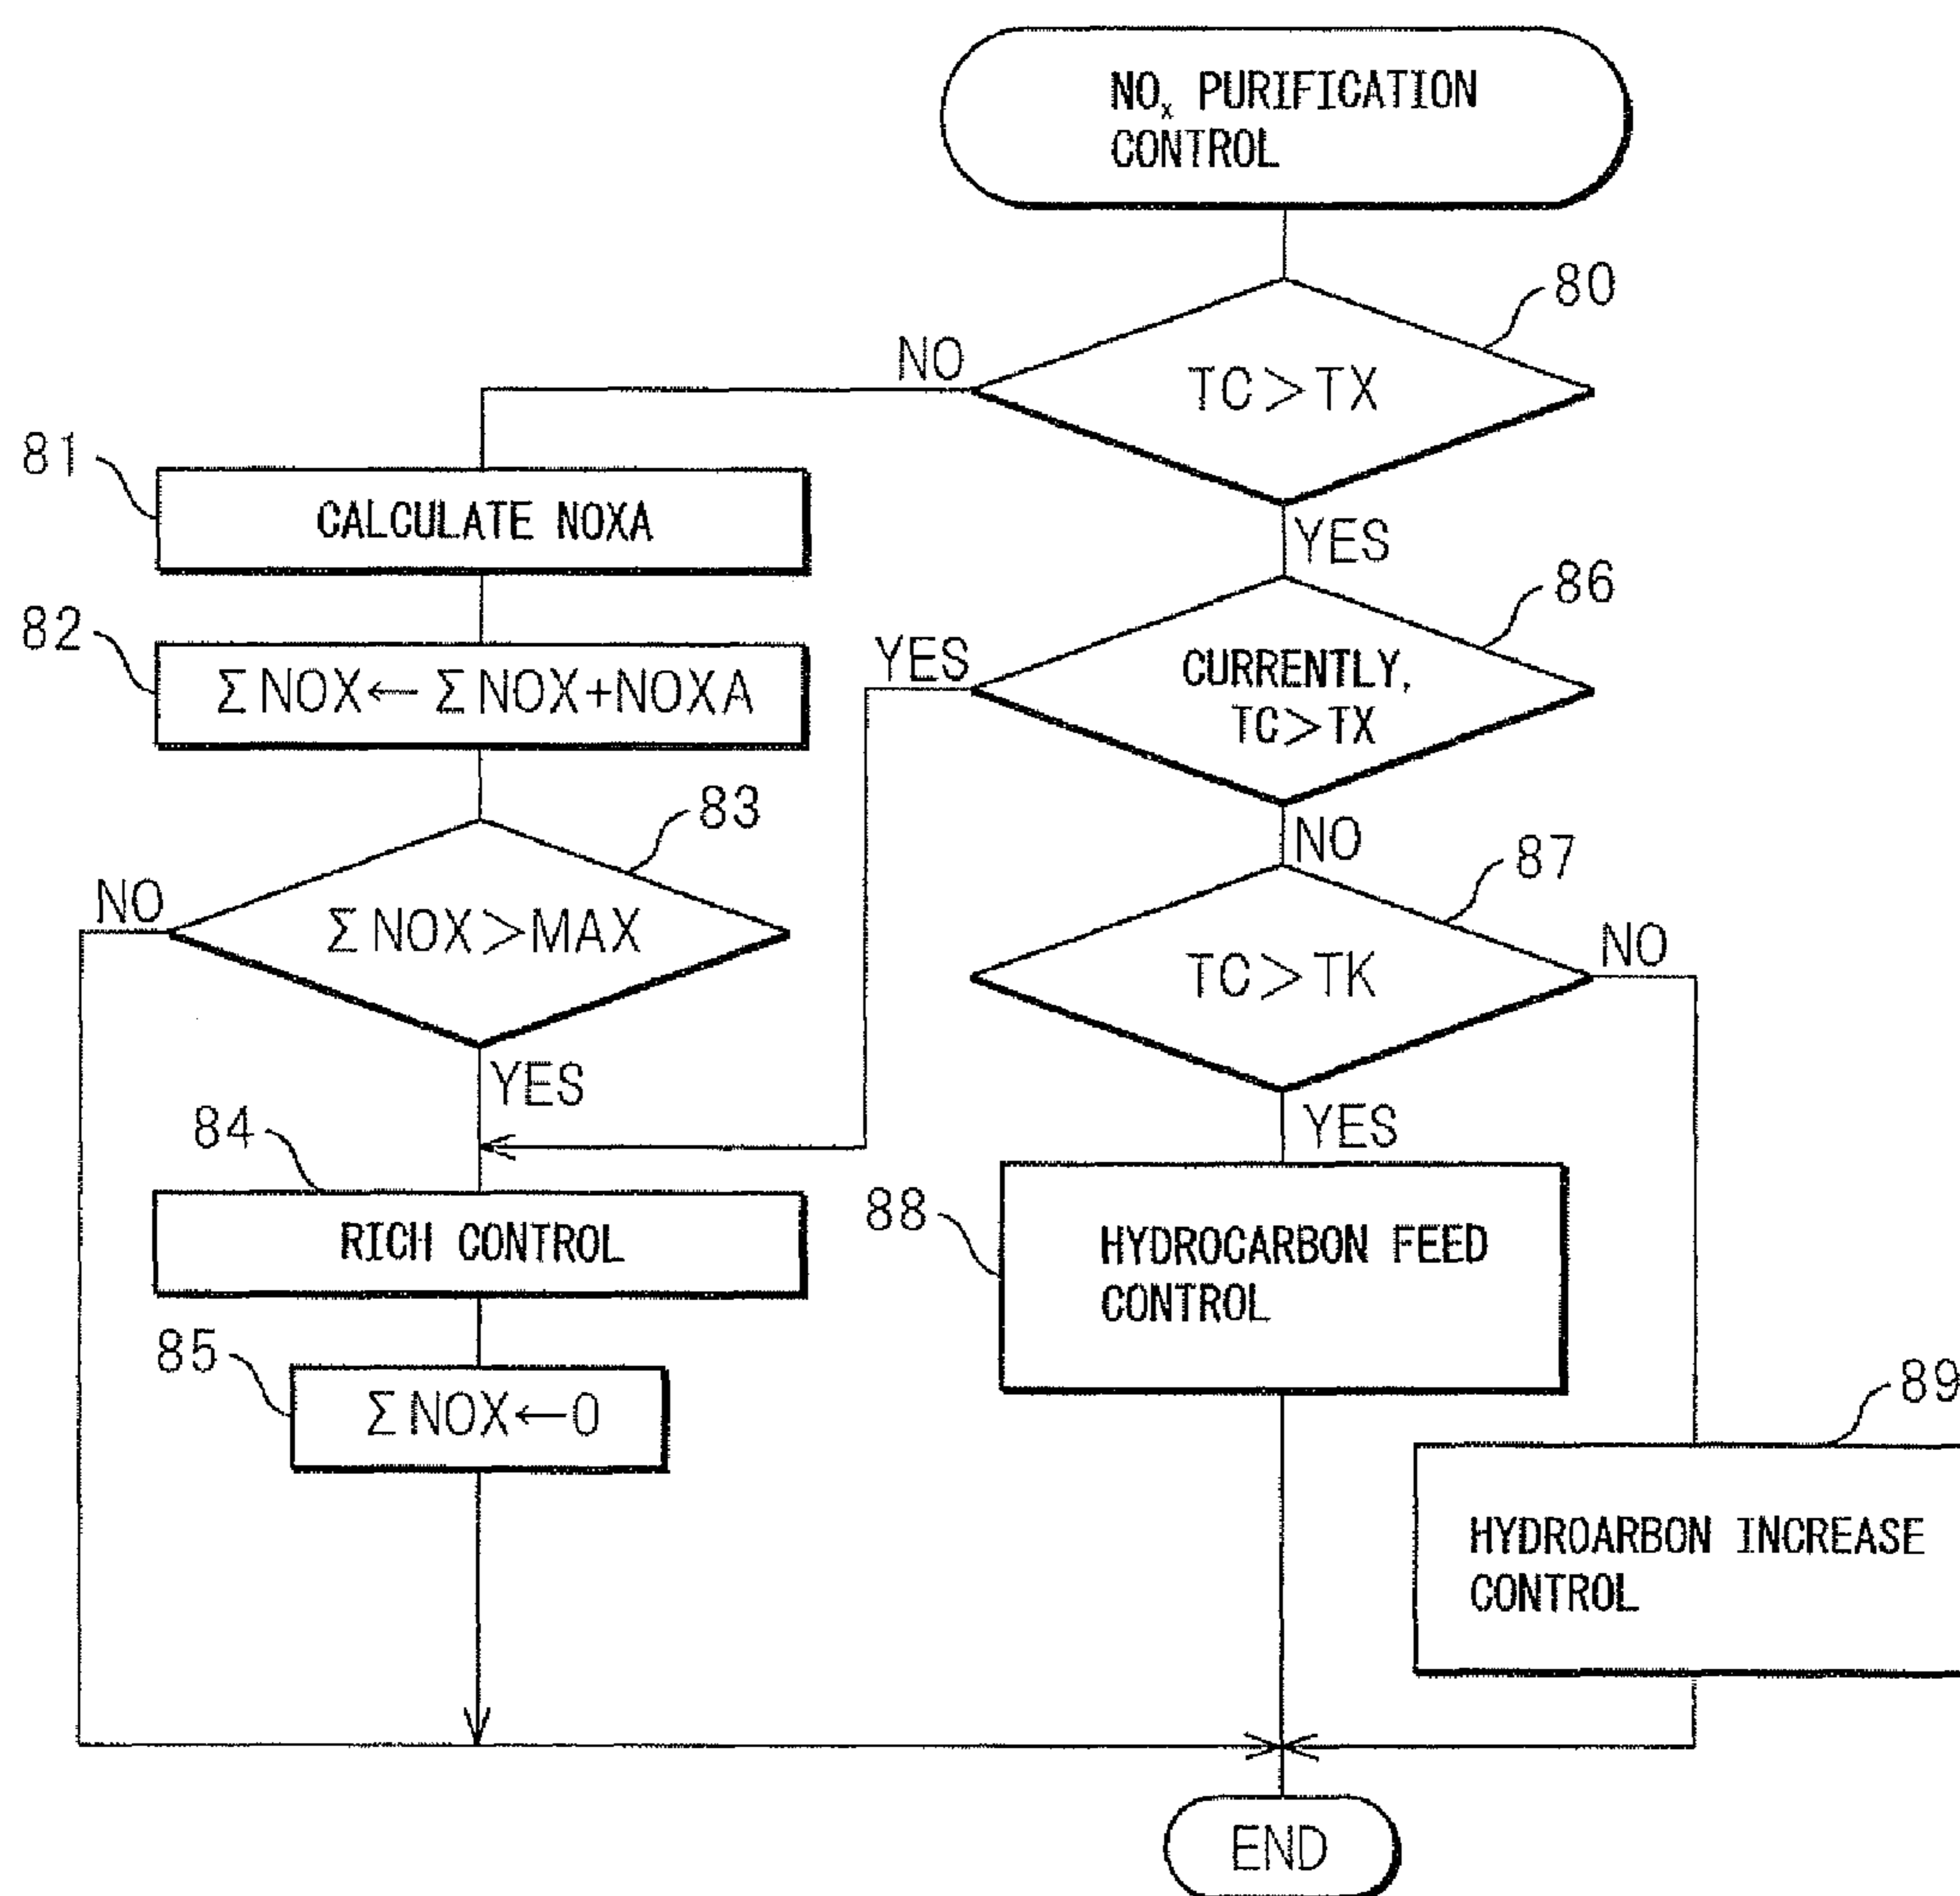 NOx PURIFICATION
CONTROL
80
TC>TX
NO
YES
81
CALCULATE NOXA
82
ΣNOX←ΣNOX+NOXA
83
ΣNOX>MAX
NO
YES
84
RICH CONTROL
85
ΣNOX←0
86
CURRENTLY,
TC>TX
YES
NO
87
TC>TK
NO
YES
88
HYDROCARBON FEED
CONTROL
89
HYDROARBON INCREASE
CONTROL
END